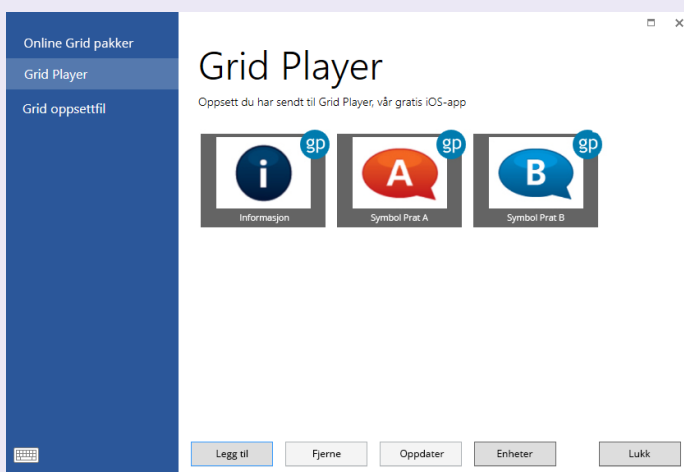 Online Grid pakker
Grid Player
Grid oppsettfil
Grid Player
Oppsett du har sendt til Grid Player, vår gratis iOS-app
gp
gp
gp
i
A
B
Informasjon
Symbol Prat A
Symbol Prat B
Legg til
Fjerne
Oppdater
Enheter
Lukk